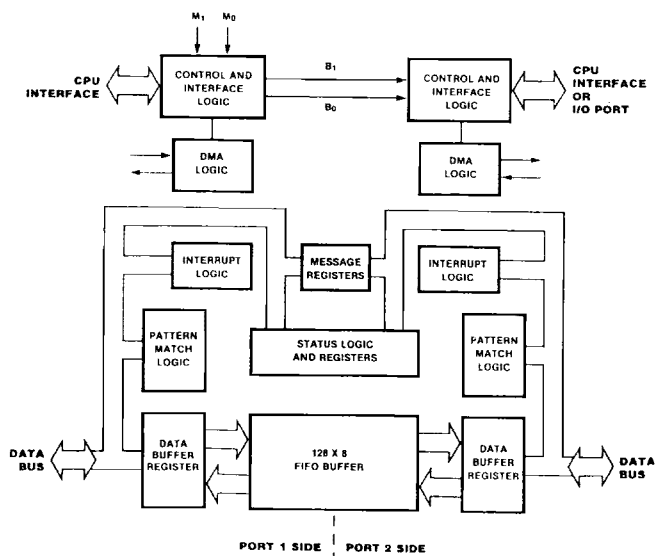 M1 M0
CPU
INTERFACE
CONTROL AND
INTERFACE
LOGIC
B1
B0
CONTROL AND
INTERFACE
LOGIC
CPU
INTERFACE
OR
I/O PORT
DMA
LOGIC
DMA
LOGIC
INTERRUPT
LOGIC
MESSAGE
REGISTERS
INTERRUPT
LOGIC
PATTERN
MATCH
LOGIC
STATUS LOGIC
AND REGISTERS
PATTERN
MATCH
LOGIC
DATA
BUS
DATA
BUFFER
REGISTER
128 X 8
FIFO BUFFER
DATA
BUFFER
REGISTER
DATA
BUS
PORT 1 SIDE
PORT 2 SIDE